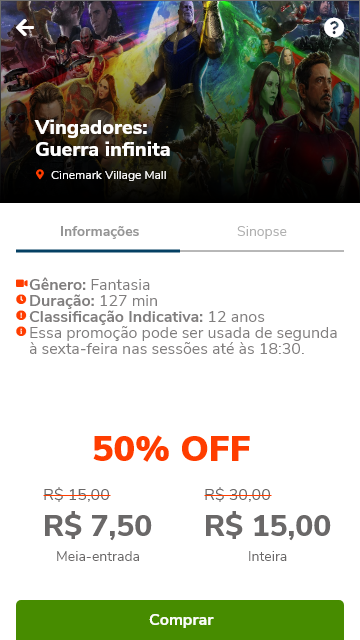 Vingadores:
Guerra infinita
Cinemark Village Mall
Informações Sinopse
Gênero: Fantasia
Duração: 127 min
Classificação Indicativa: 12 anos
Essa promoção pode ser usada de segunda
à sexta-feira nas sessões até às 18:30.
50% OFF
R$ 15,00 R$ 30,00
R$ 7,50 R$ 15,00
Meia-entrada Inteira
Comprar